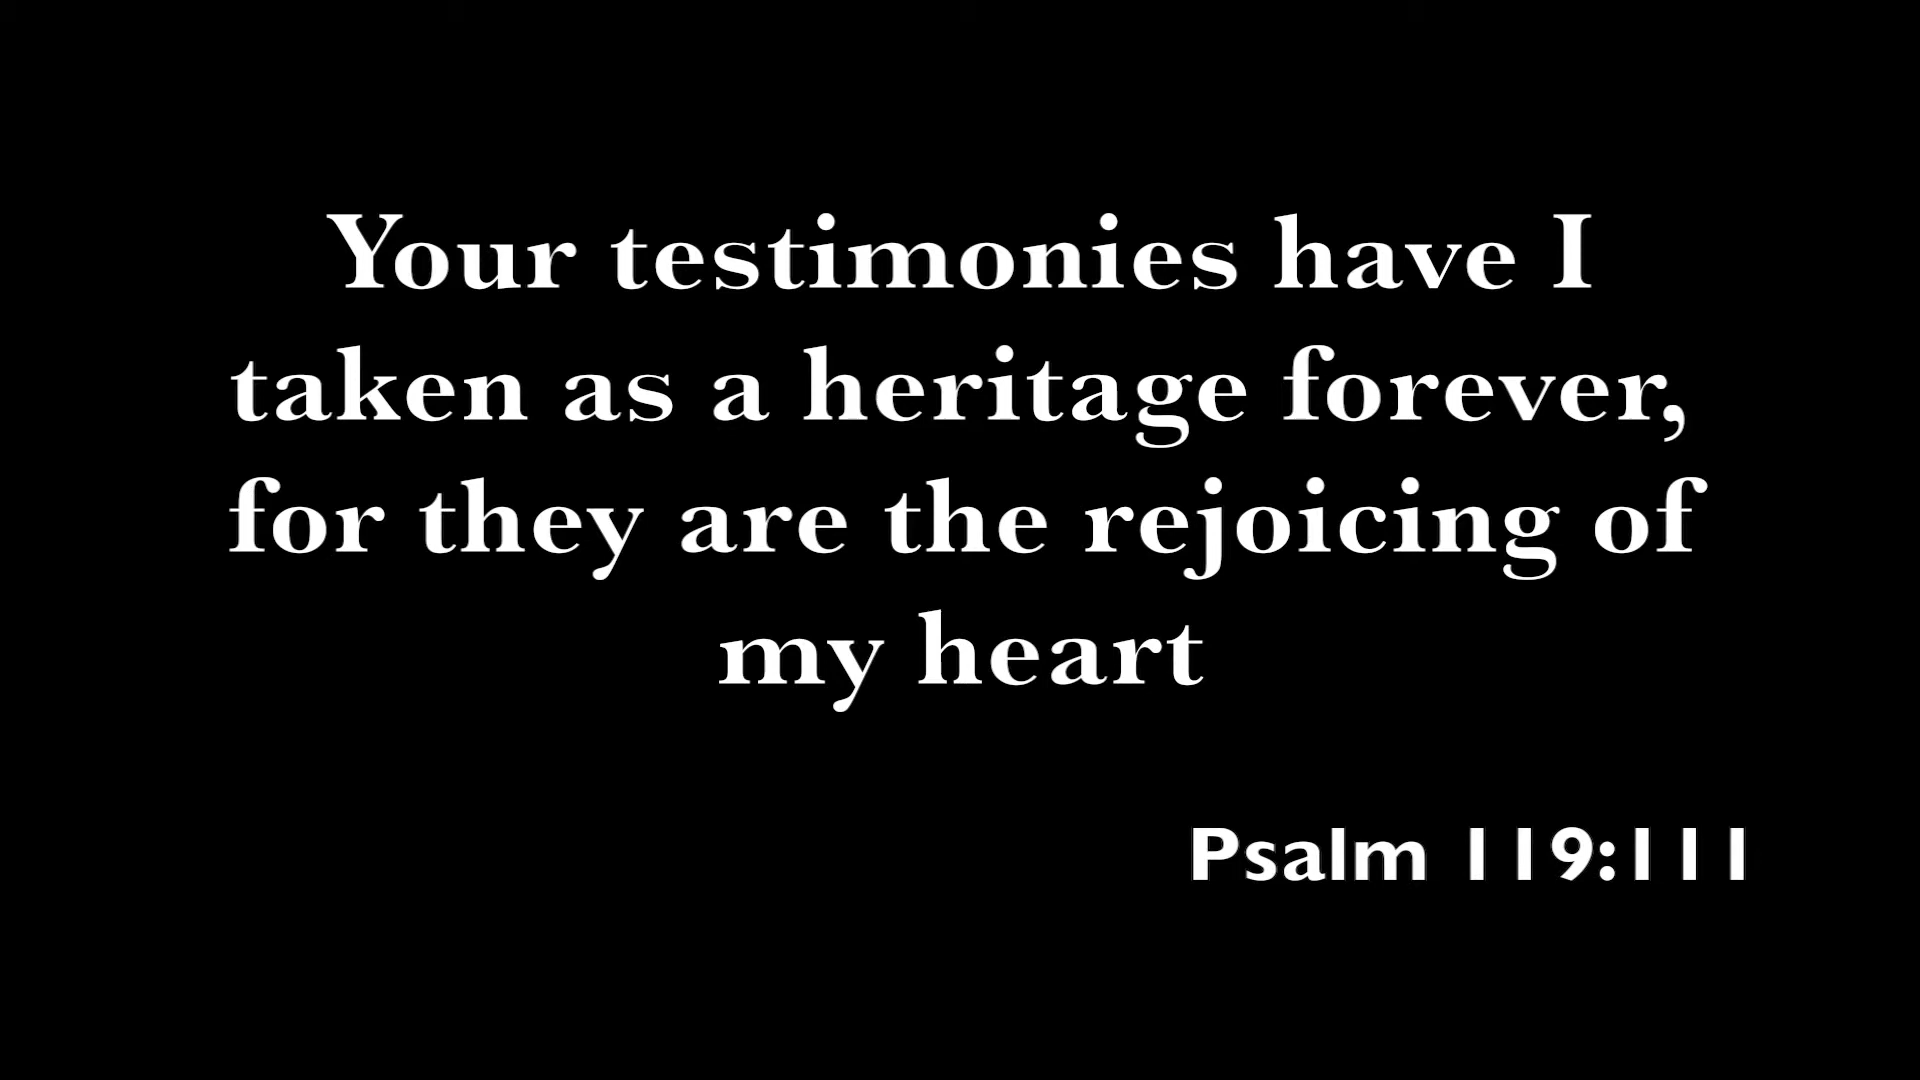 Your testimonies have I
taken as a heritage forever,
for they are the rejoicing of
my heart
Psalm 119:111